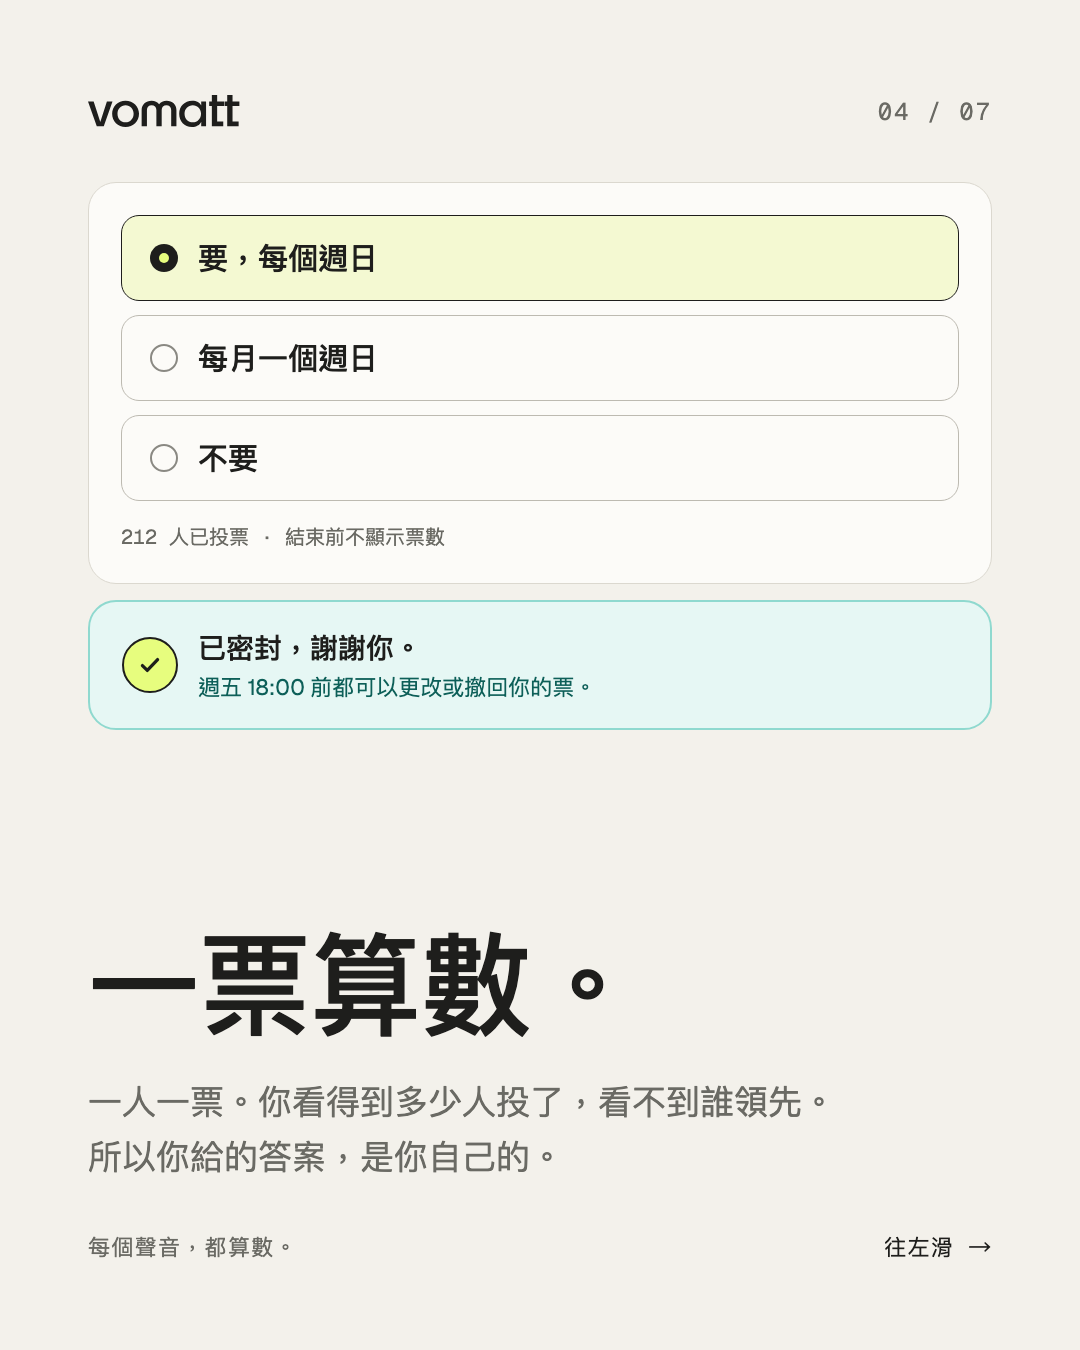 vomatt
04 / 07
要，每個週日
每月一個週日
不要
212 人已投票 · 結束前不顯示票數
已密封，謝謝你。
週五 18:00 前都可以更改或撤回你的票。
一票算數。
一人一票。你看得到多少人投了，看不到誰領先。
所以你給的答案，是你自己的。
每個聲音，都算數。
往左滑 →